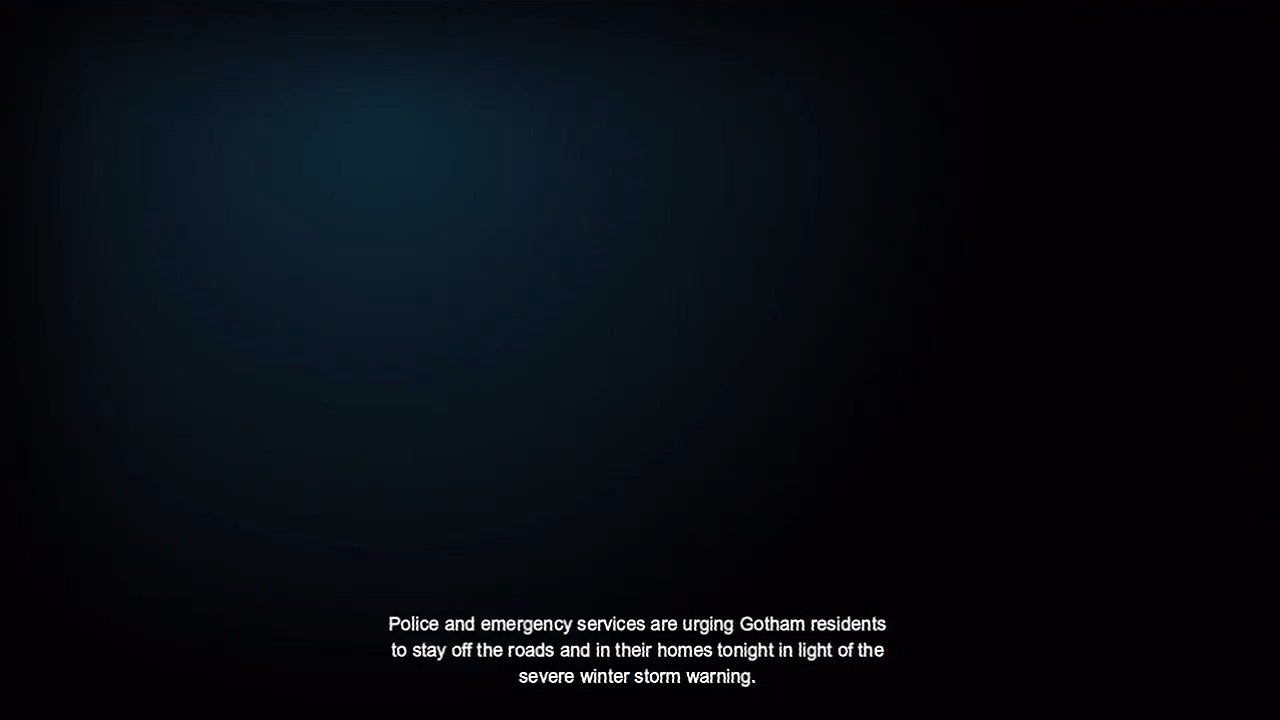 Police and emergency services are urging Gotham residents
to stay off the roads and in their homes tonight in light of the
severe winter storm warning.